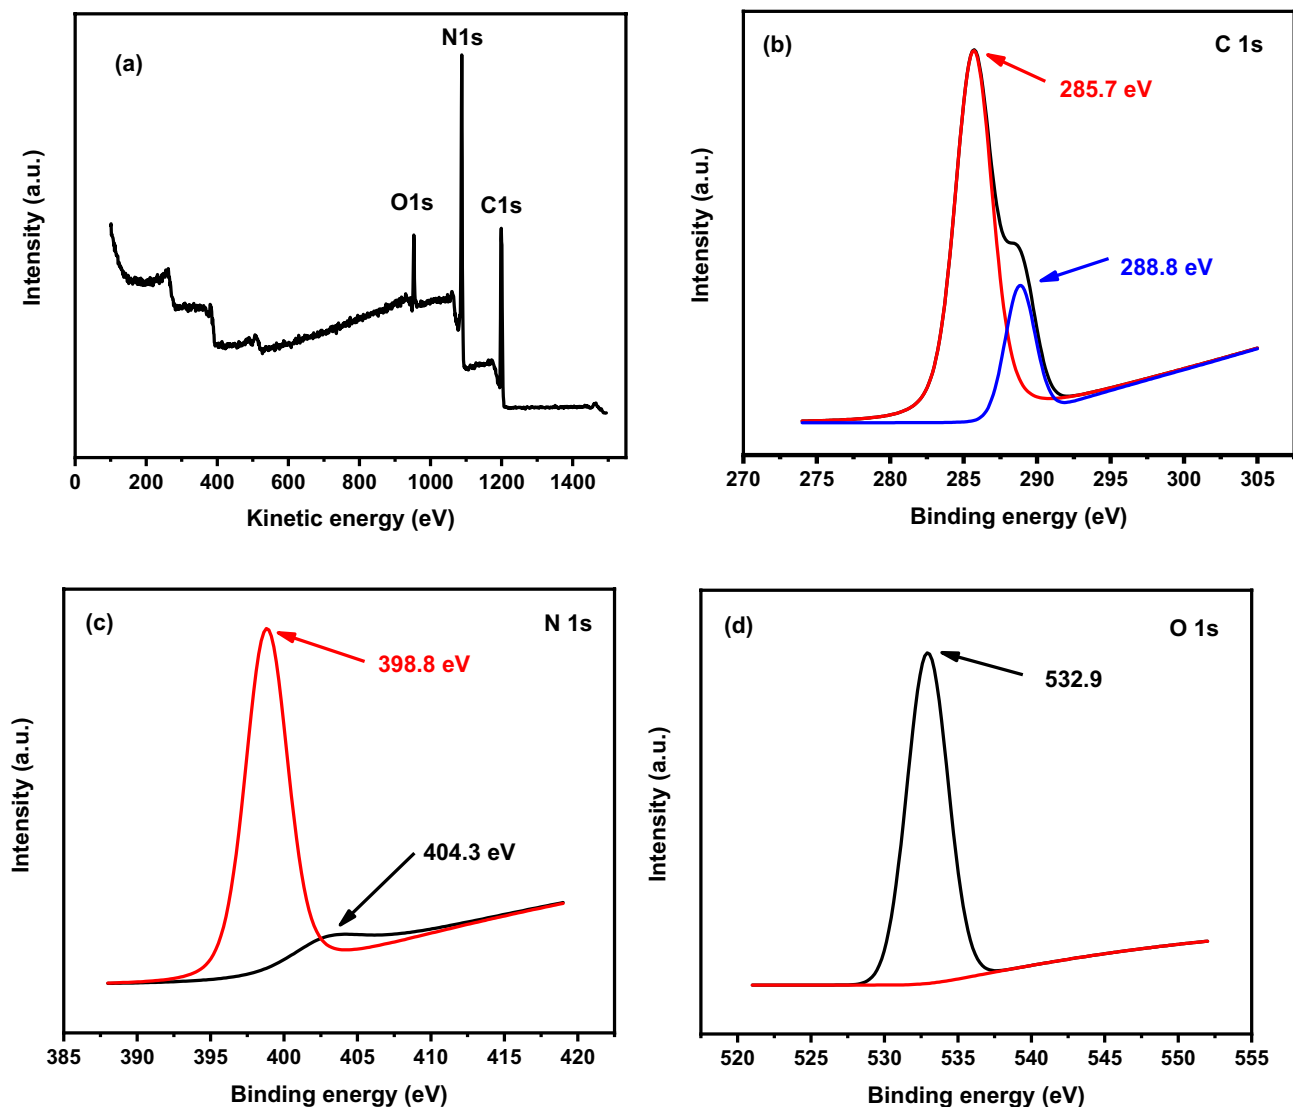 (a)
N1s
O1s
C1s
Intensity (a.u.)
0 200 400 600 800 1000 1200 1400
Kinetic energy (eV)
(b)
C 1s
285.7 eV
288.8 eV
Intensity (a.u.)
270 275 280 285 290 295 300 305
Binding energy (eV)
(c)
N 1s
398.8 eV
404.3 eV
Intensity (a.u.)
385 390 395 400 405 410 415 420
Binding energy (eV)
(d)
O 1s
532.9
Intensity (a.u.)
520 525 530 535 540 545 550 555
Binding energy (eV)